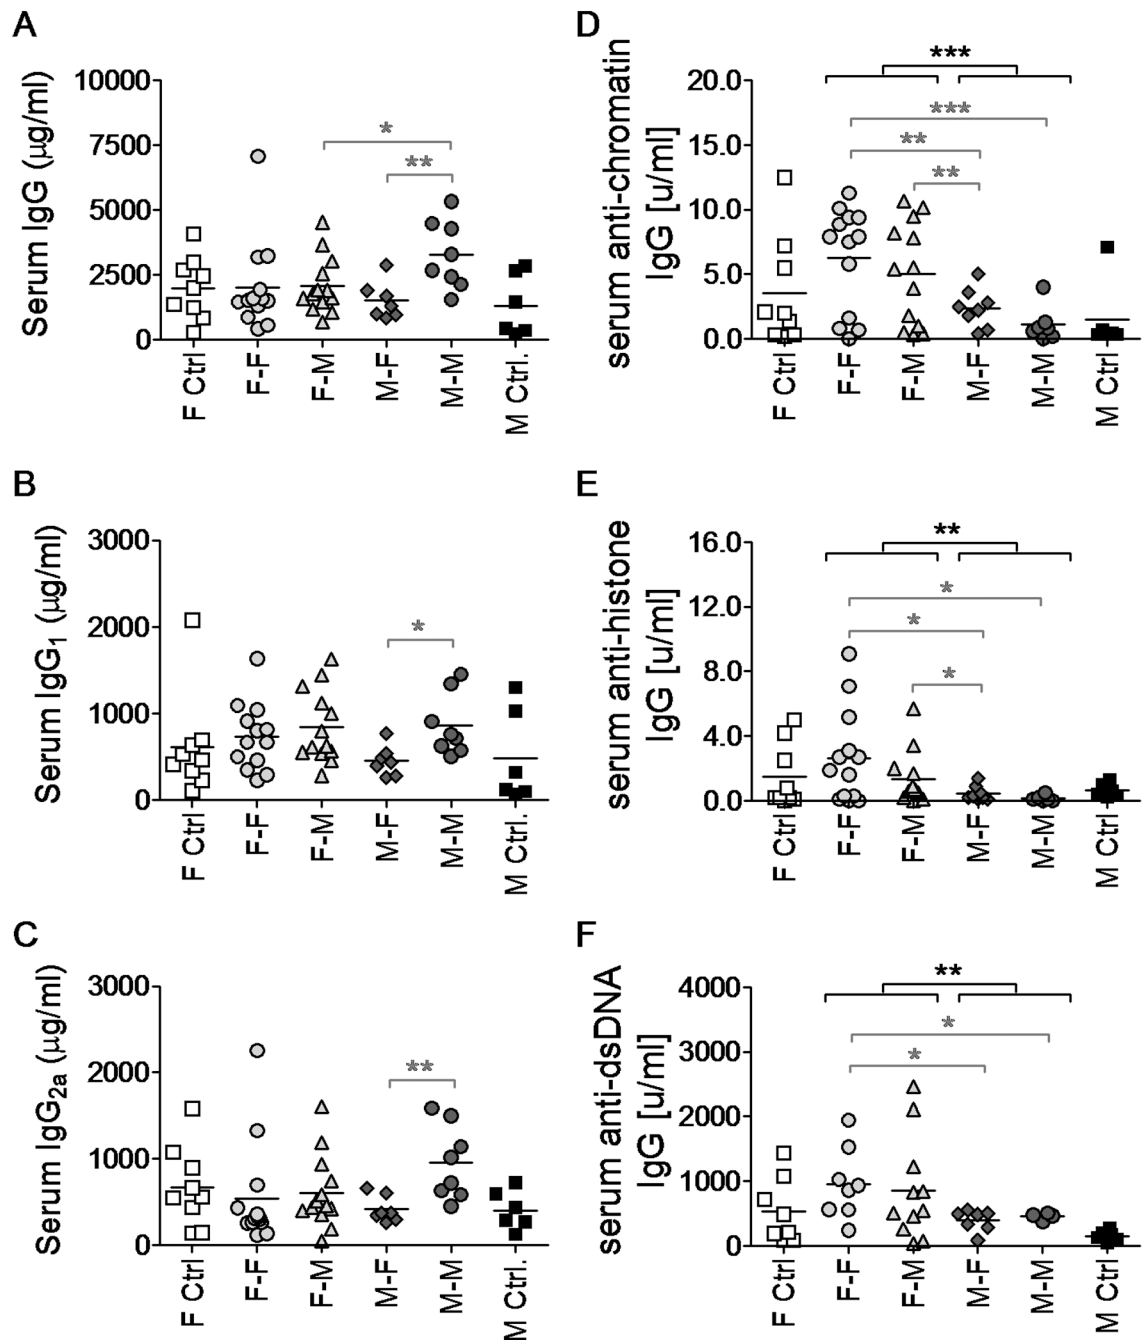 A
Serum IgG (µg/ml)
10000
7500
5000
2500
0
*
**
F Ctrl
F-F
F-M
M-F
M-M
M Ctrl.
D
serum anti-chromatin
IgG [u/ml]
20.0
15.0
10.0
5.0
0.0
***
***
**
**
F Ctrl
F-F
F-M
M-F
M-M
M Ctrl.
B
Serum IgG1 (µg/ml)
3000
2000
1000
0
*
F Ctrl
F-F
F-M
M-F
M-M
M Ctrl.
E
serum anti-histone
IgG [u/ml]
16.0
12.0
8.0
4.0
0.0
**
*
*
*
F Ctrl
F-F
F-M
M-F
M-M
M Ctrl
C
Serum IgG2a (µg/ml)
3000
2000
1000
0
**
F Ctrl
F-F
F-M
M-F
M-M
M Ctrl.
F
serum anti-dsDNA
IgG [u/ml]
4000
3000
2000
1000
0
**
*
*
F Ctrl
F-F
F-M
M-F
M-M
M Ctrl